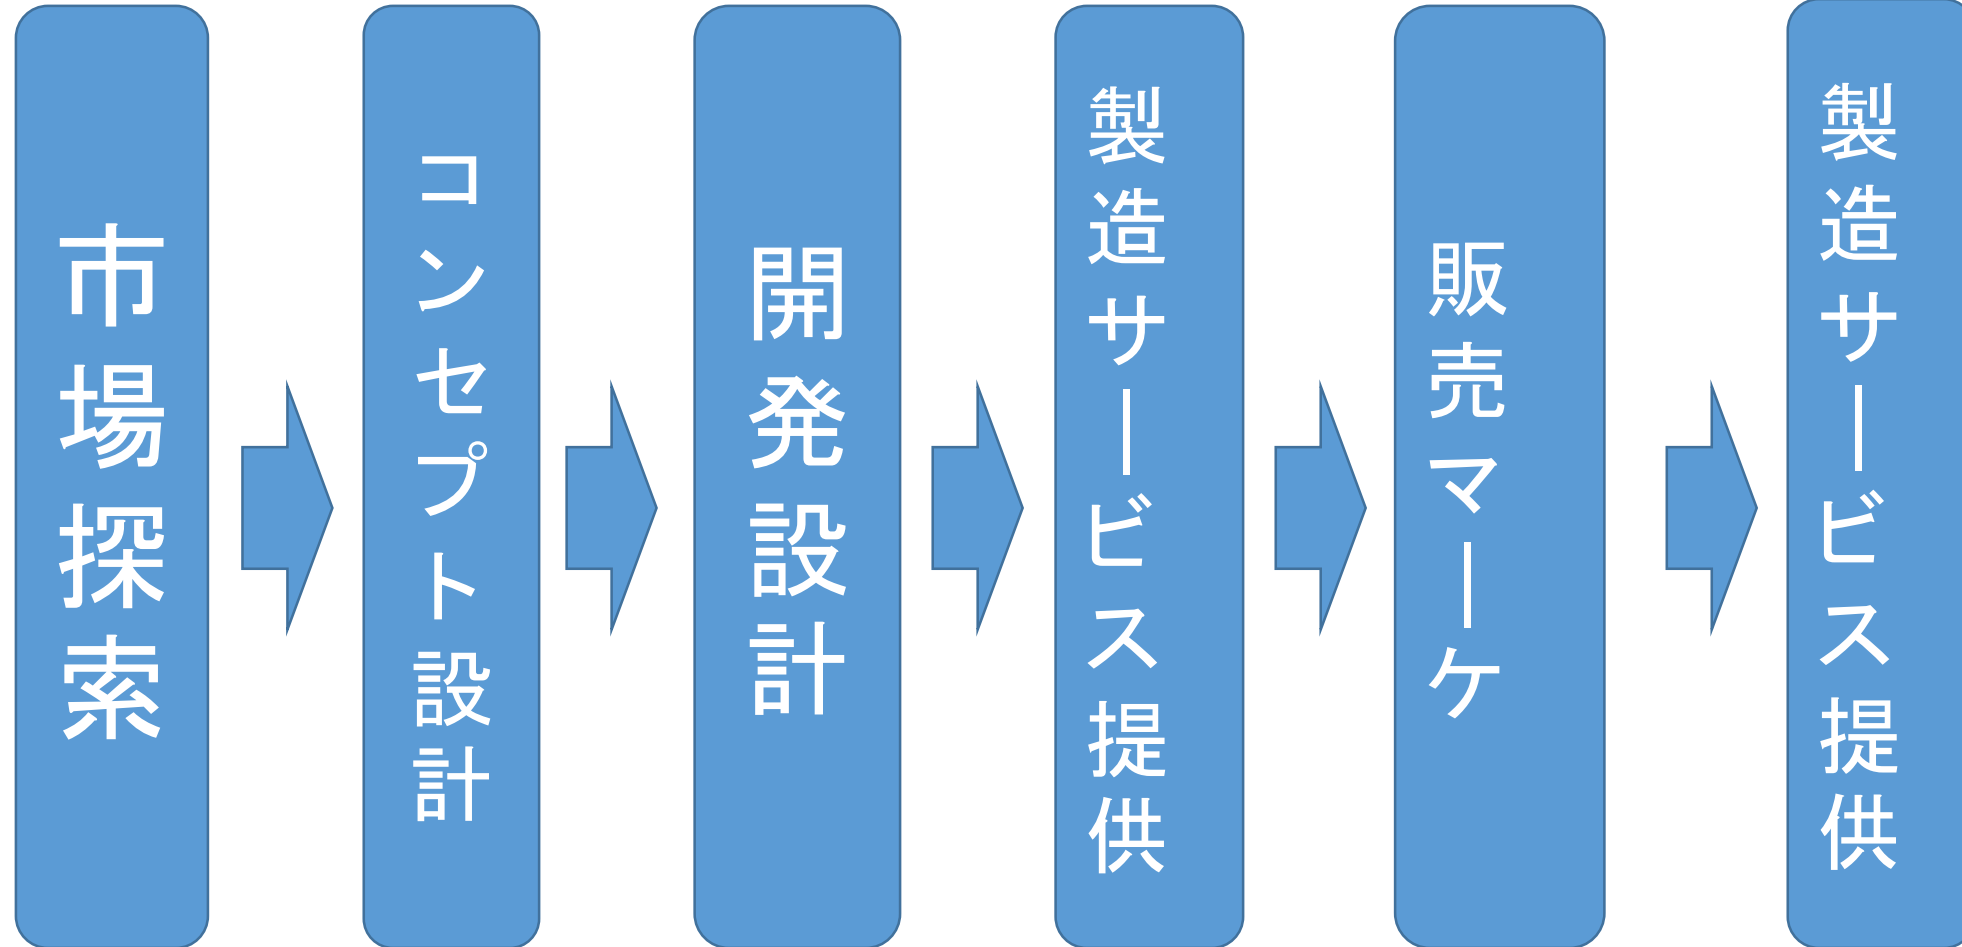 市場探索
コンセプト設計
開発設計
製造サービス提供
販売マーケ
製造サービス提供